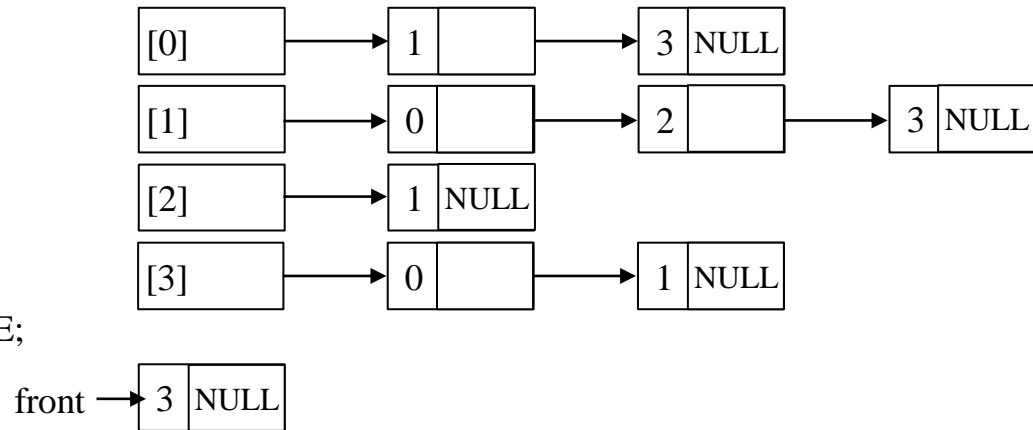 [0] 1 3 NULL
[1] 0 2 3 NULL
[2] 1 NULL
[3] 0 1 NULL
E;
front 3 NULL